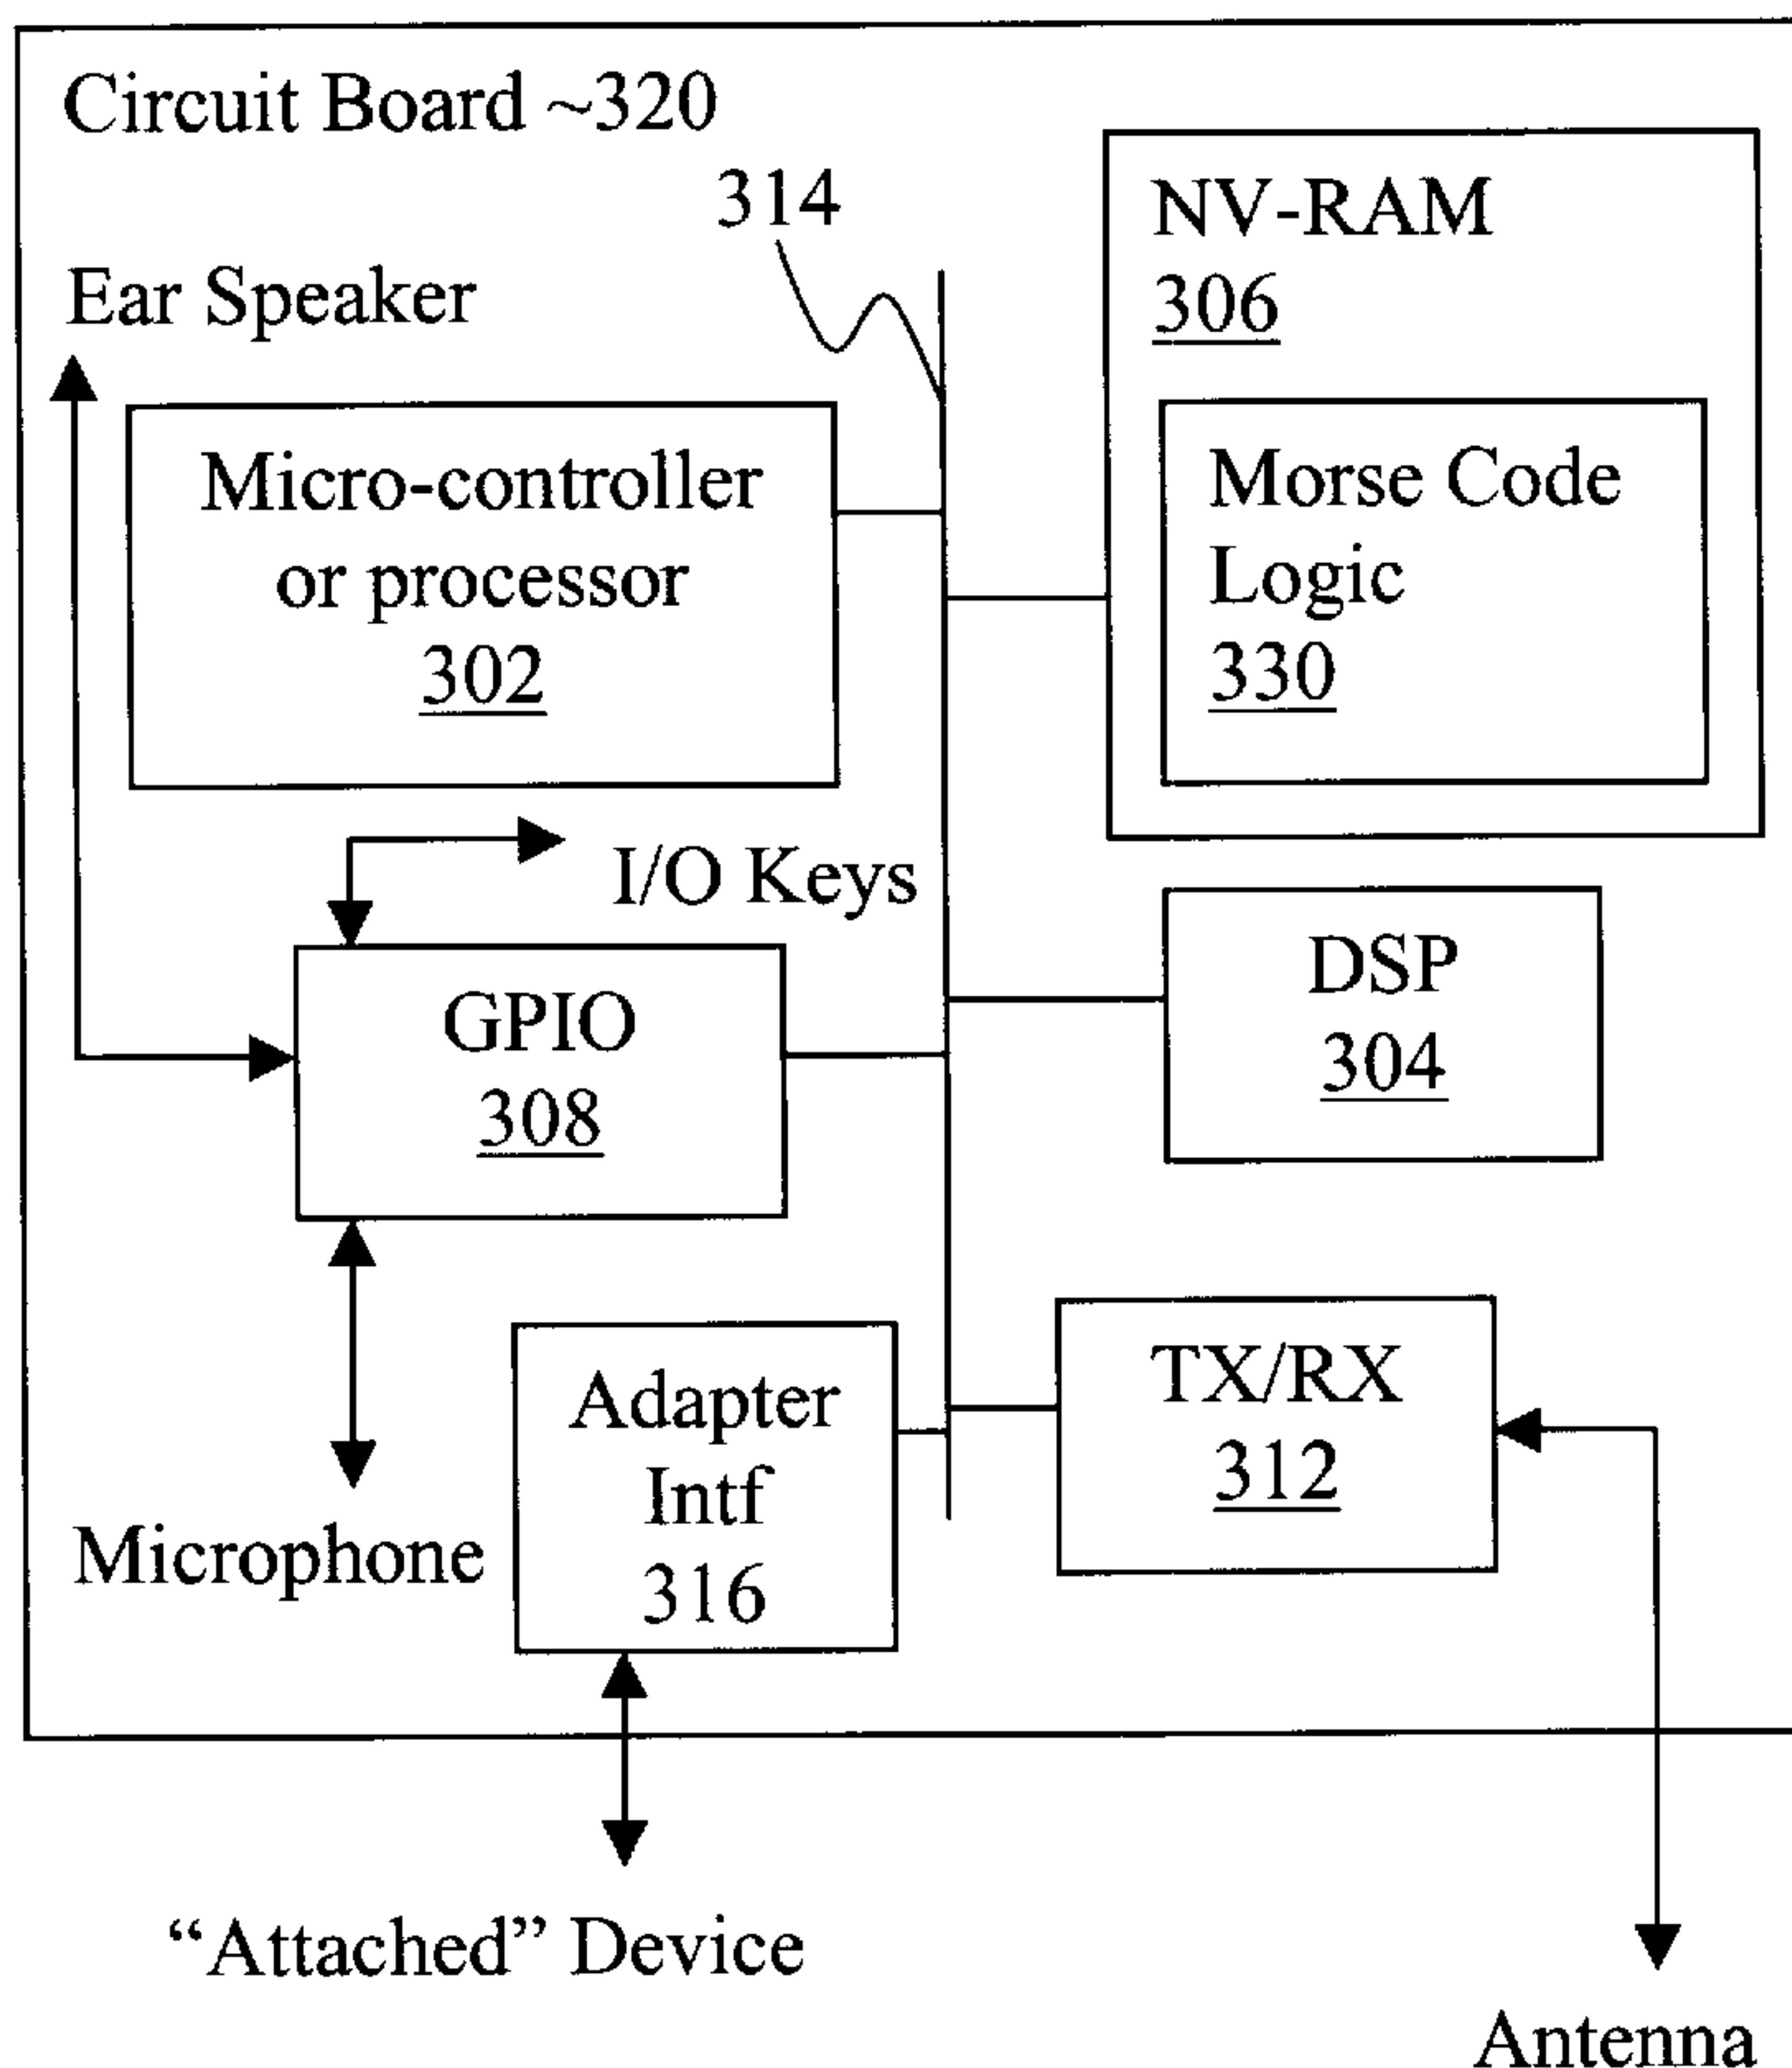 Circuit Board ~320
314
NV-RAM
306
Ear Speaker
Micro-controller
or processor
302
Morse Code
Logic
330
I/O Keys
GPIO
308
DSP
304
Adapter
Intf
316
TX/RX
312
Microphone
“Attached” Device
Antenna